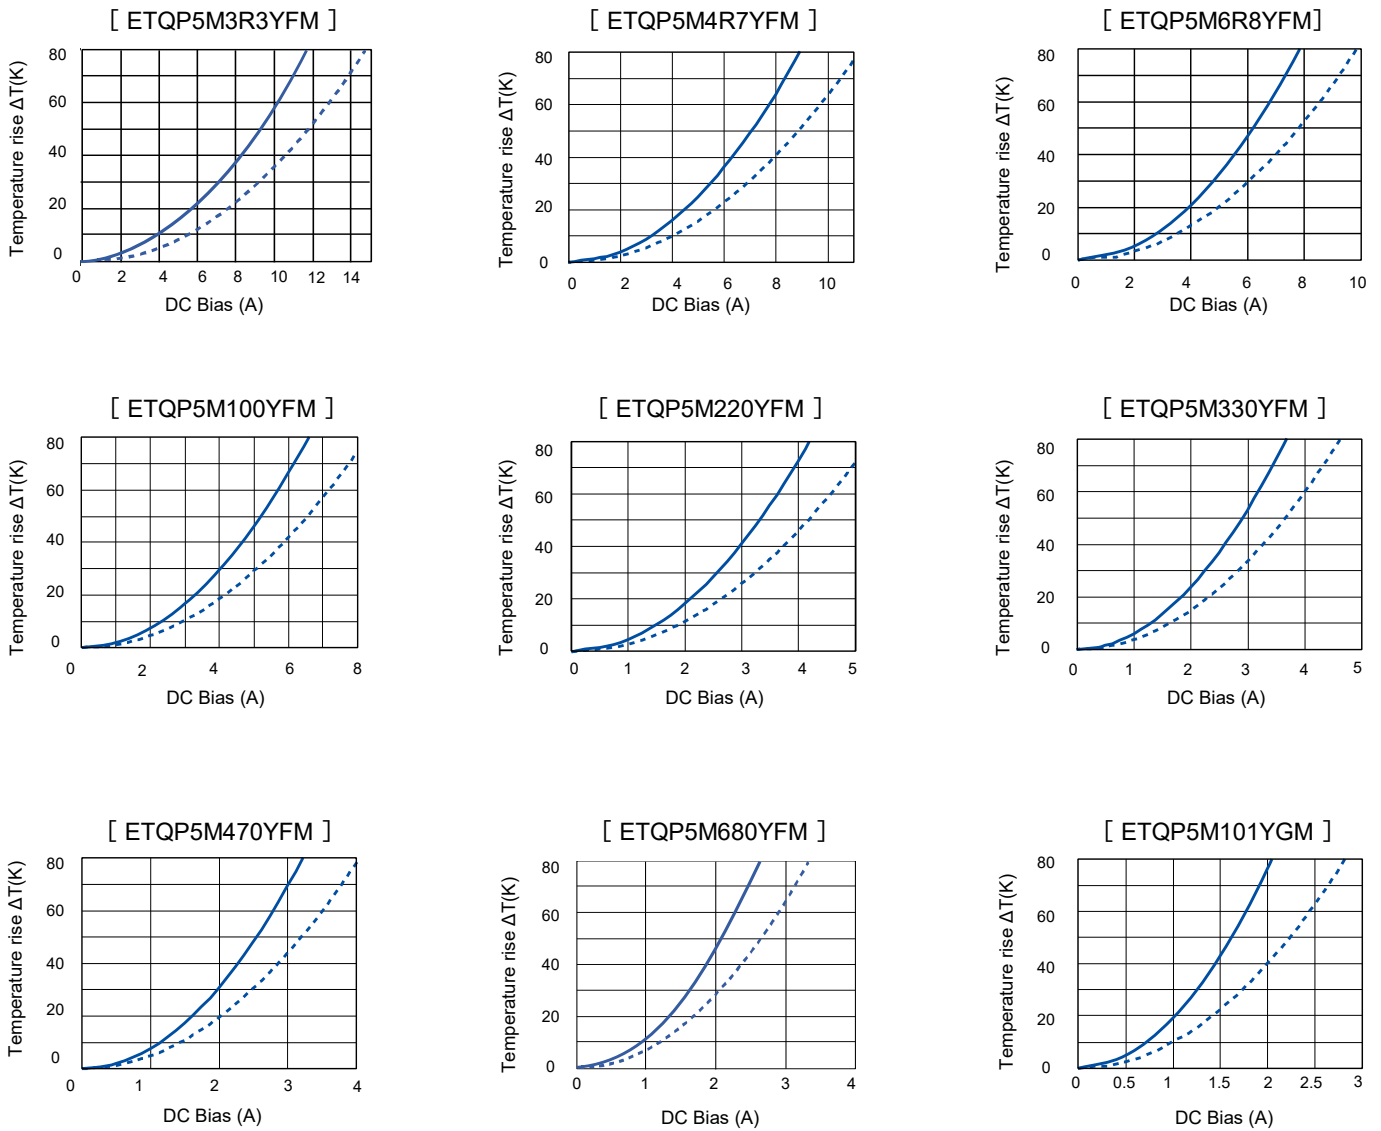 [ ETQP5M3R3YFM ]
Temperature rise ΔT(K)
80
60
40
20
0
0 2 4 6 8 10 12 14
DC Bias (A)
[ ETQP5M4R7YFM ]
Temperature rise ΔT(K)
80
60
40
20
0
0 2 4 6 8 10
DC Bias (A)
[ ETQP5M6R8YFM]
Temperature rise ΔT(K)
80
60
40
20
0
0 2 4 6 8 10
DC Bias (A)
[ ETQP5M100YFM ]
Temperature rise ΔT(K)
80
60
40
20
0
0 2 4 6 8
DC Bias (A)
[ ETQP5M220YFM ]
Temperature rise ΔT(K)
80
60
40
20
0
0 1 2 3 4 5
DC Bias (A)
[ ETQP5M330YFM ]
Temperature rise ΔT(K)
80
60
40
20
0
0 1 2 3 4 5
DC Bias (A)
[ ETQP5M470YFM ]
Temperature rise ΔT(K)
80
60
40
20
0
0 1 2 3 4
DC Bias (A)
[ ETQP5M680YFM ]
Temperature rise ΔT(K)
80
60
40
20
0
0 1 2 3 4
DC Bias (A)
[ ETQP5M101YGM ]
Temperature rise ΔT(K)
80
60
40
20
0
0 0.5 1 1.5 2 2.5 3
DC Bias (A)